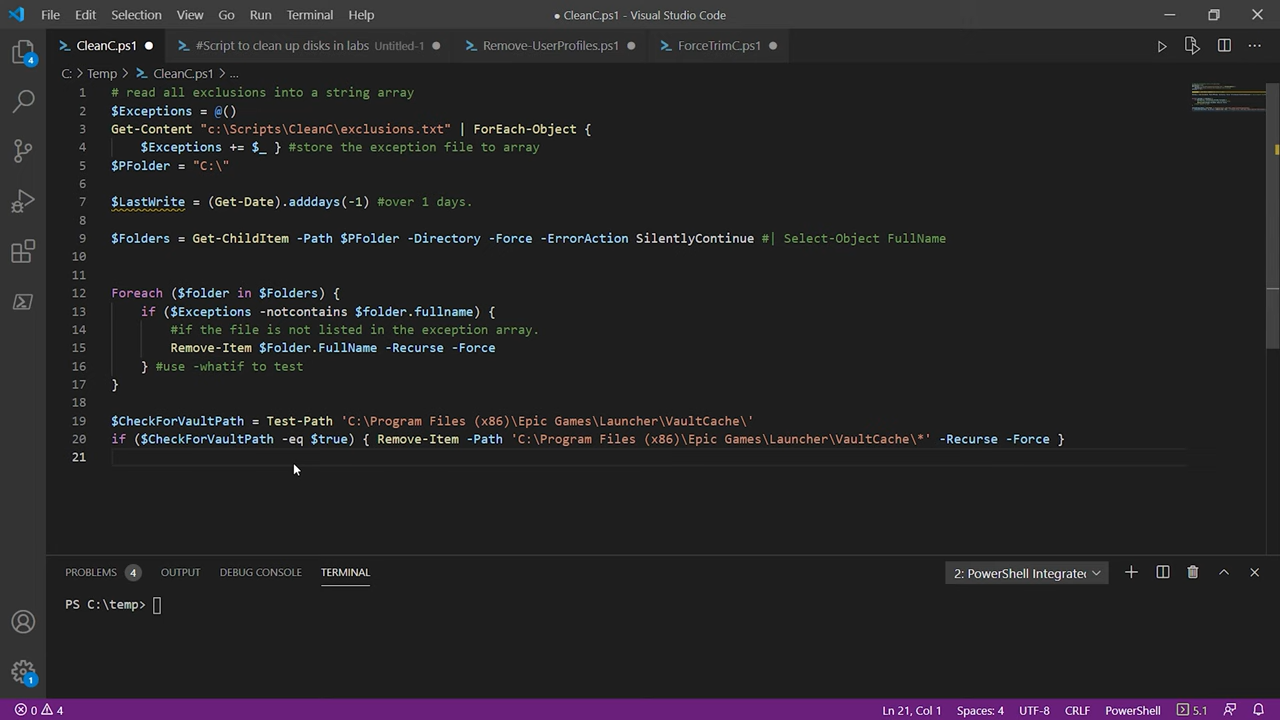 File Edit Selection View Go Run Terminal Help
● CleanC.ps1 - Visual Studio Code
CleanC.ps1 ●
#Script to clean up disks in labs Untitled-1 ●
Remove-UserProfiles.ps1 ●
ForceTrimC.ps1 ●
C: > Temp > CleanC.ps1 > ...
1 # read all exclusions into a string array
2 $Exceptions = @()
3 Get-Content "c:\Scripts\CleanC\exclusions.txt" | ForEach-Object {
4 $Exceptions += $_ } #store the exception file to array
5 $PFolder = "C:\"
6
7 $LastWrite = (Get-Date).adddays(-1) #over 1 days.
8
9 $Folders = Get-ChildItem -Path $PFolder -Directory -Force -ErrorAction SilentlyContinue #| Select-Object FullName
10
11
12 Foreach ($folder in $Folders) {
13 if ($Exceptions -notcontains $folder.fullname) {
14 #if the file is not listed in the exception array.
15 Remove-Item $Folder.FullName -Recurse -Force
16 } #use -whatif to test
17 }
18
19 $CheckForVaultPath = Test-Path 'C:\Program Files (x86)\Epic Games\Launcher\VaultCache\'
20 if ($CheckForVaultPath -eq $true) { Remove-Item -Path 'C:\Program Files (x86)\Epic Games\Launcher\VaultCache\*' -Recurse -Force }
21
4
1
PROBLEMS 4 OUTPUT DEBUG CONSOLE TERMINAL
2: PowerShell Integrated
PS C:\temp>
0 4
Ln 21, Col 1 Spaces: 4 UTF-8 CRLF PowerShell 5.1